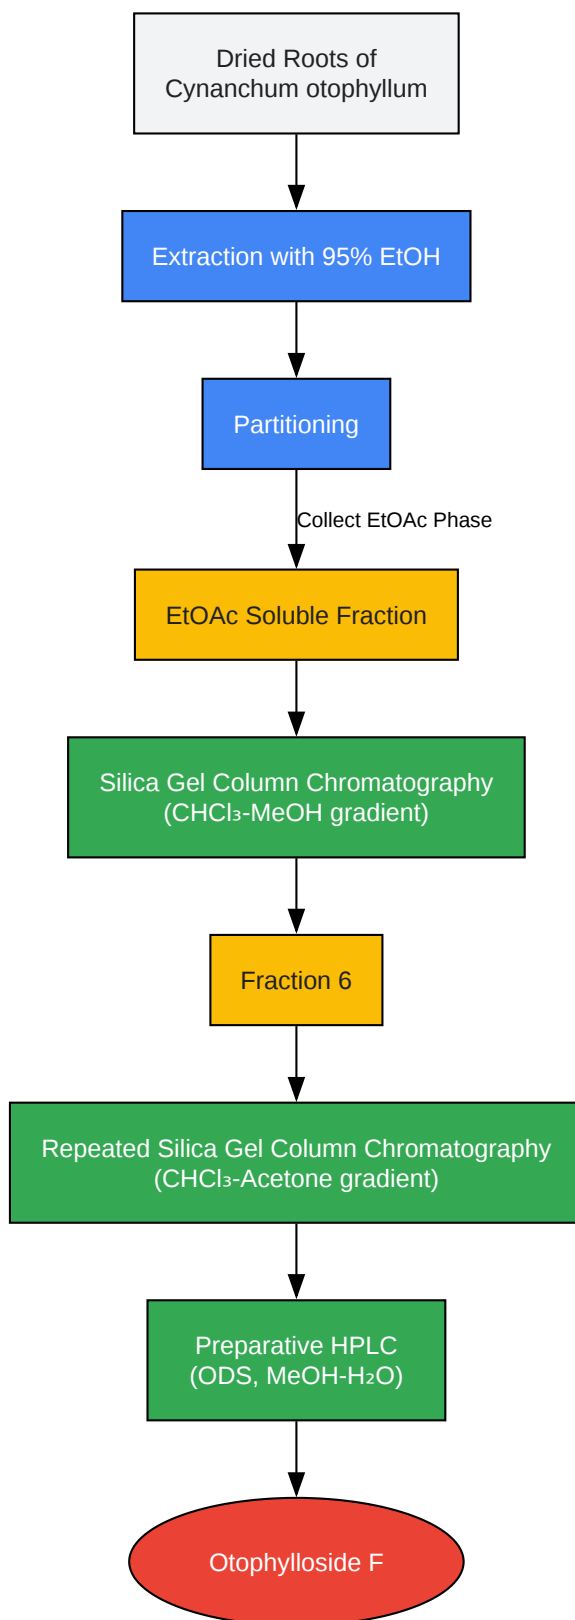 Dried Roots of
Cynanchum otophyllum
Extraction with 95% EtOH
Partitioning
Collect EtOAc Phase
EtOAc Soluble Fraction
Silica Gel Column Chromatography
(CHCl₃-MeOH gradient)
Fraction 6
Repeated Silica Gel Column Chromatography
(CHCl₃-Acetone gradient)
Preparative HPLC
(ODS, MeOH-H₂O)
Otophylloside F